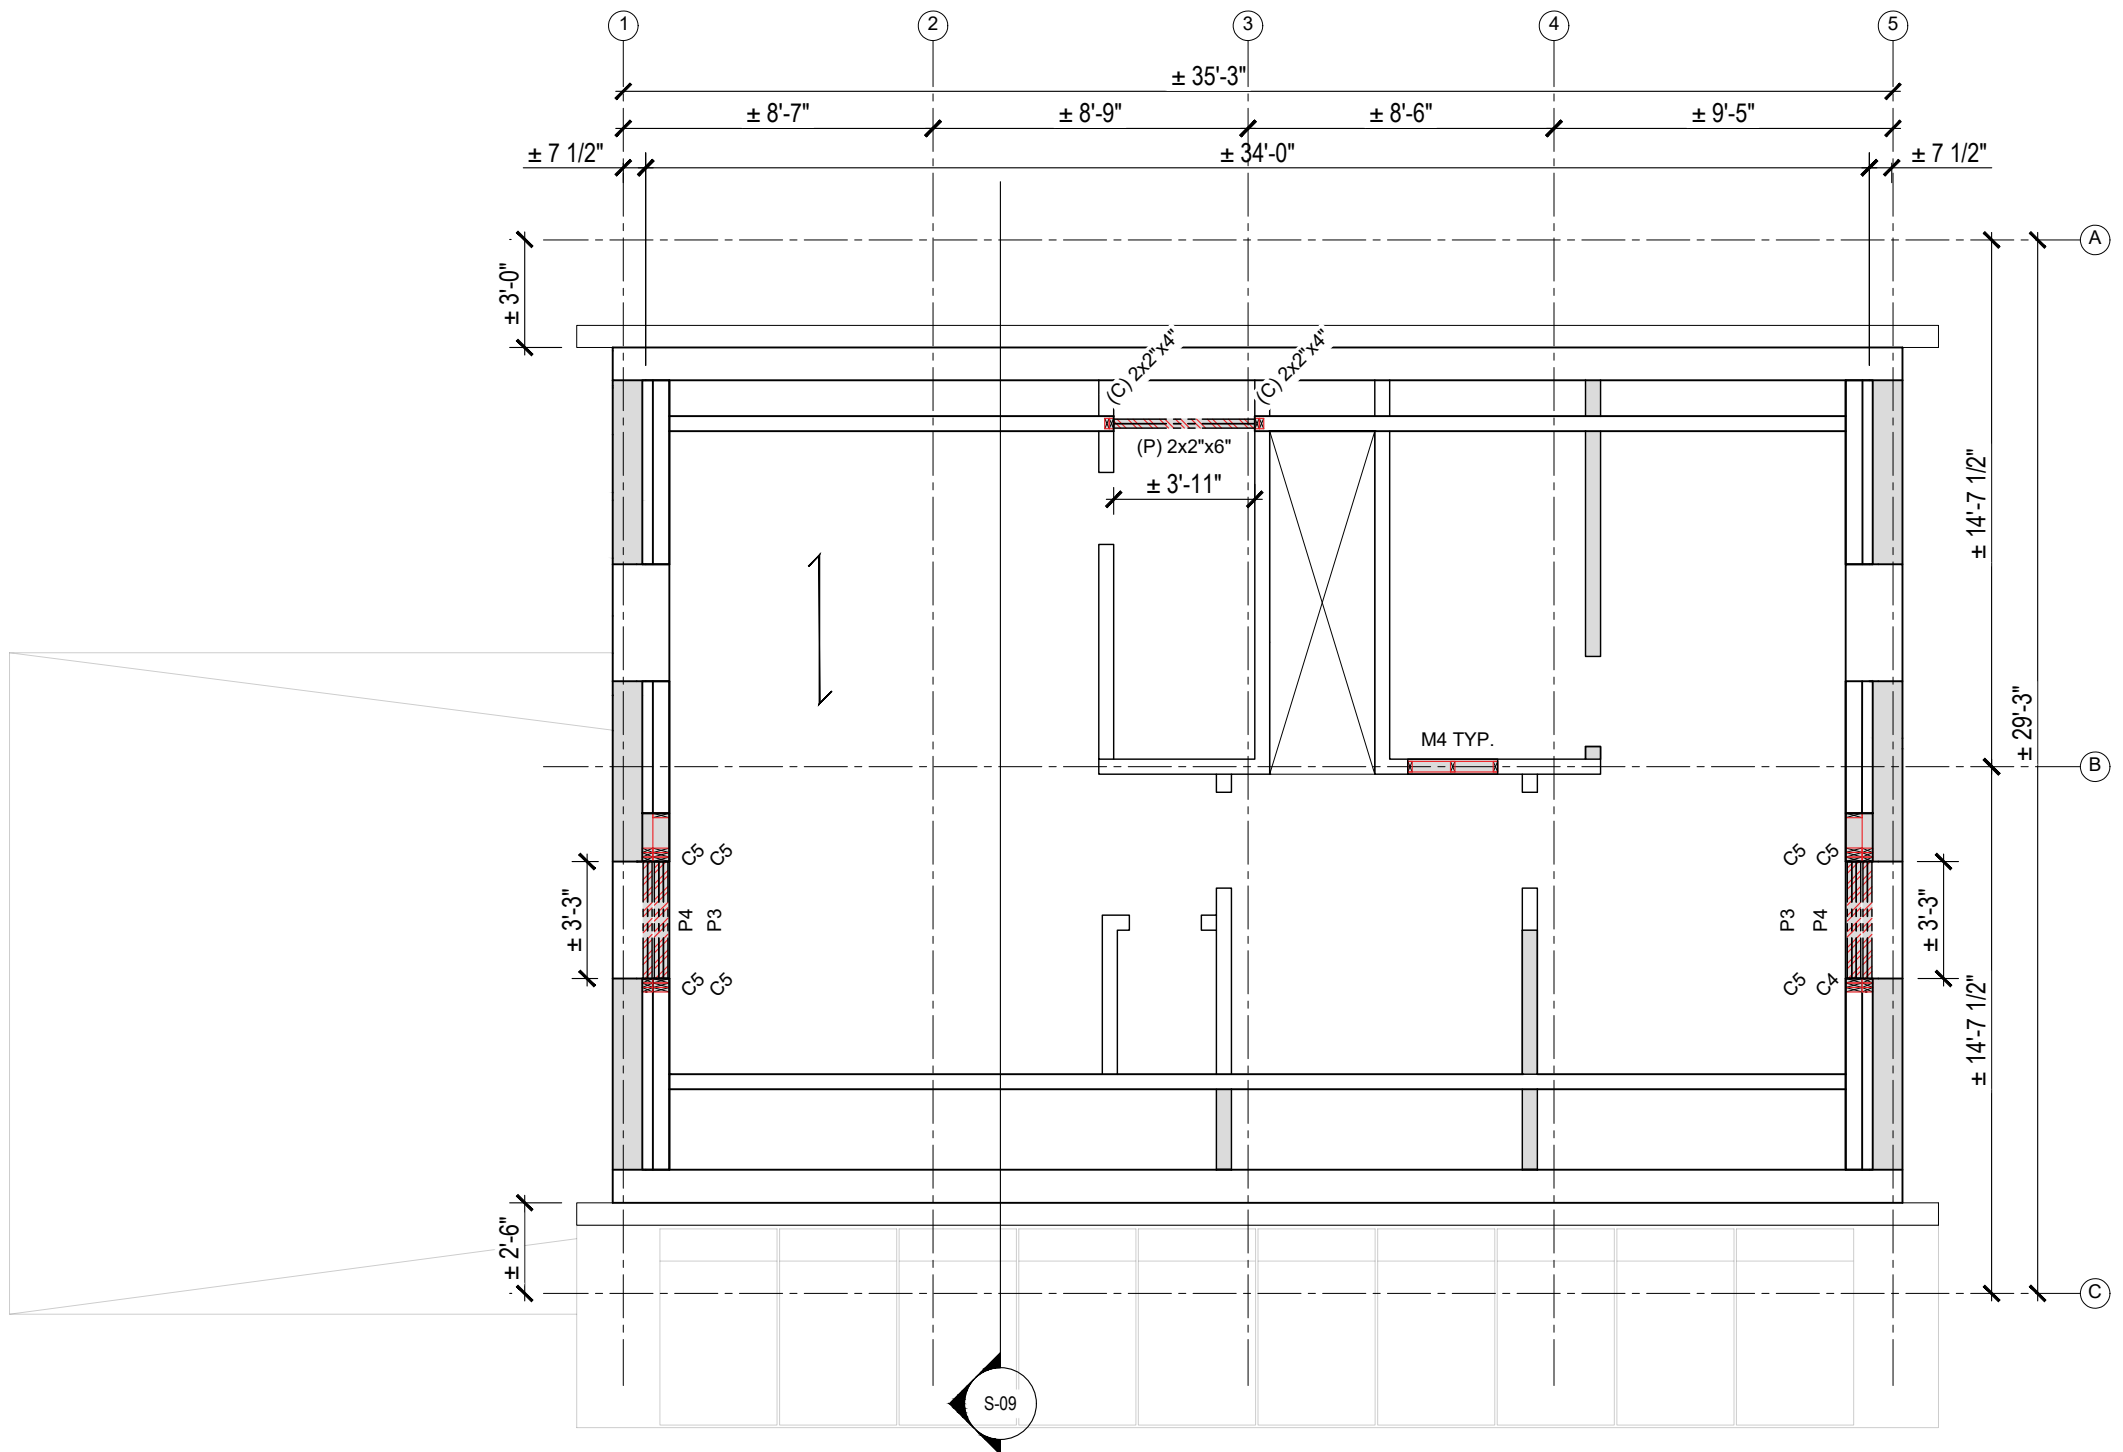 1 2 3 4 5
± 35'-3"
± 8'-7" ± 8'-9" ± 8'-6" ± 9'-5"
± 7 1/2" ± 34'-0" ± 7 1/2"
A
± 3'-0"
(C) 2x2"x4" (C) 2x2"x4"
(P) 2x2"x6"
± 3'-11"
± 14'-7 1/2"
± 29'-3"
M4 TYP.
B
C5 C5 C5 C5
± 3'-3" P4 P3 P3 P4 ± 3'-3"
C5 C5 C5 C4
± 14'-7 1/2"
± 2'-6"
C
S-09